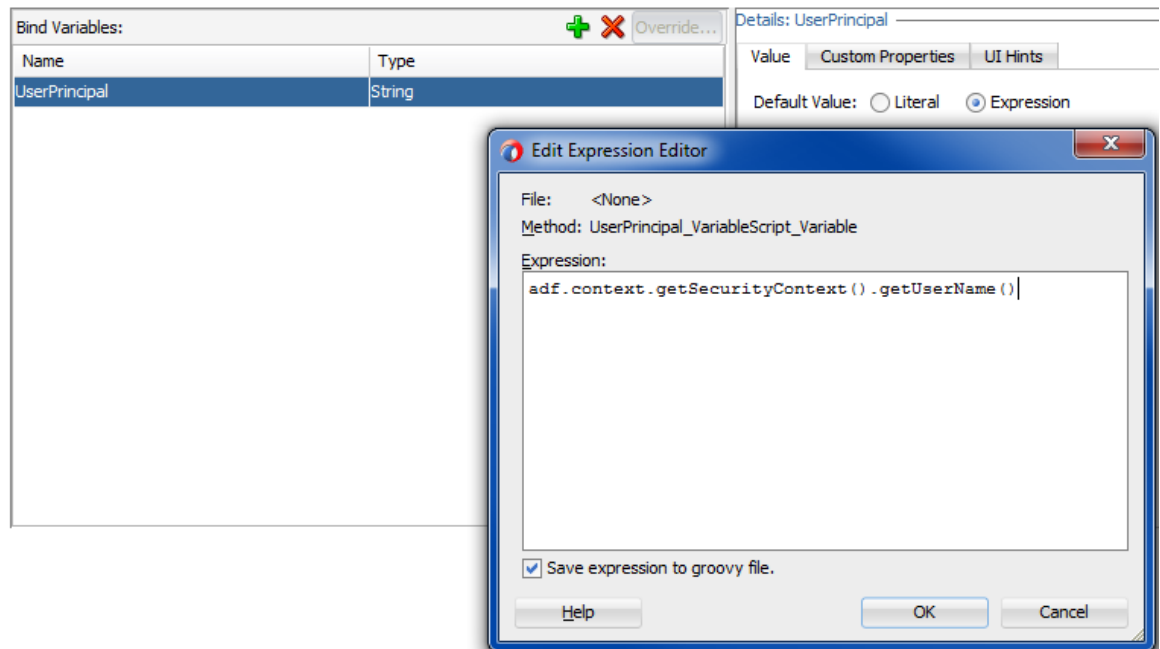 Bind Variables:
Override...
Name Type
UserPrincipal String
Details: UserPrincipal
Value Custom Properties UI Hints
Default Value: Literal Expression
Edit Expression Editor
File: <None>
Method: UserPrincipal_VariableScript_Variable
Expression:
adf.context.getSecurityContext().getUserName()
Save expression to groovy file.
Help OK Cancel